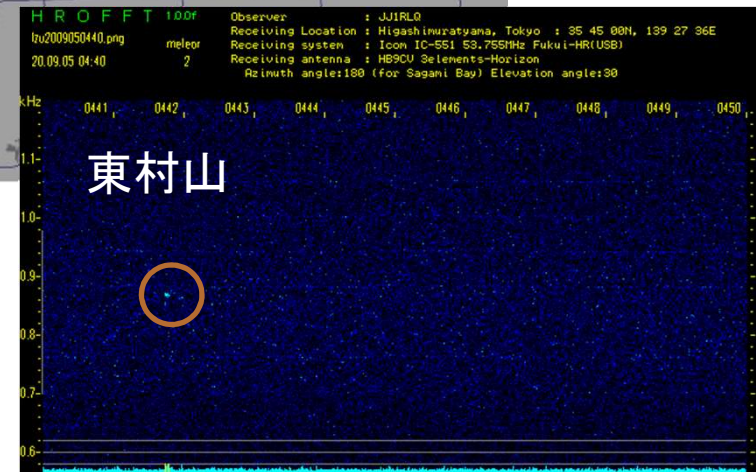 HROFFT 1.0.0f
Izu2009050440.png
meteor
20.09.05 04:40
2
Observer : JJ1RLQ
Receiving Location : Higashimuratyama, Tokyo : 35 45 00N, 139 27 36E
Receiving system : Icom IC-551 53.755MHz Fukui-HR(USB)
Receiving antenna : HB9CV 3elements-Horizon
Azimuth angle:180 (for Sagami Bay) Elevation angle:30
kHz 0441 0442 0443 0444 0445 0446 0447 0448 0449 0450
1.1
東村山
1.0
0.9
0.8
0.7
0.6